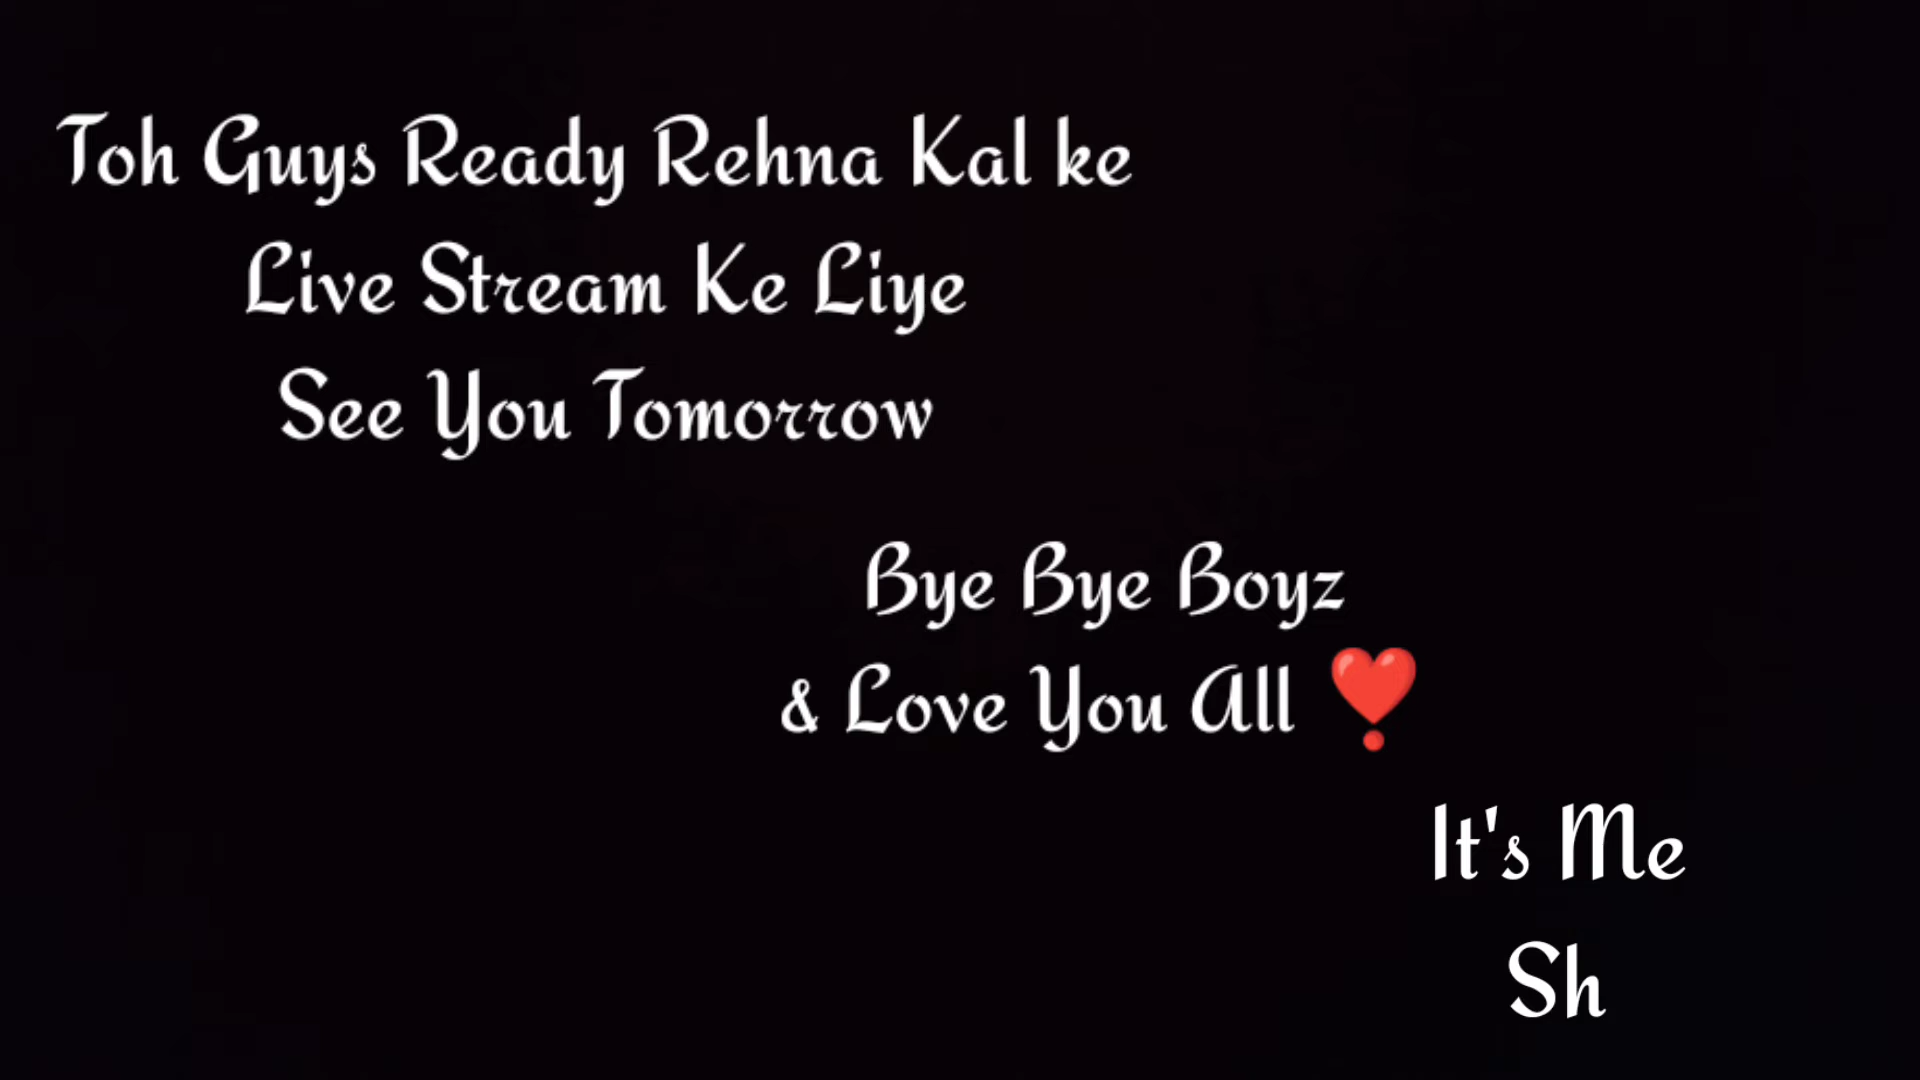 Toh Guys Ready Rehna Kal ke
Live Stream Ke Liye
See You Tomorrow
Bye Bye Boyz
& Love You All ❣️
It's Me
Sh